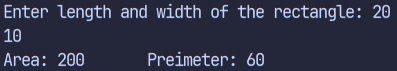 Enter length and width of the rectangle: 20
10
Area: 200	Preimeter: 60